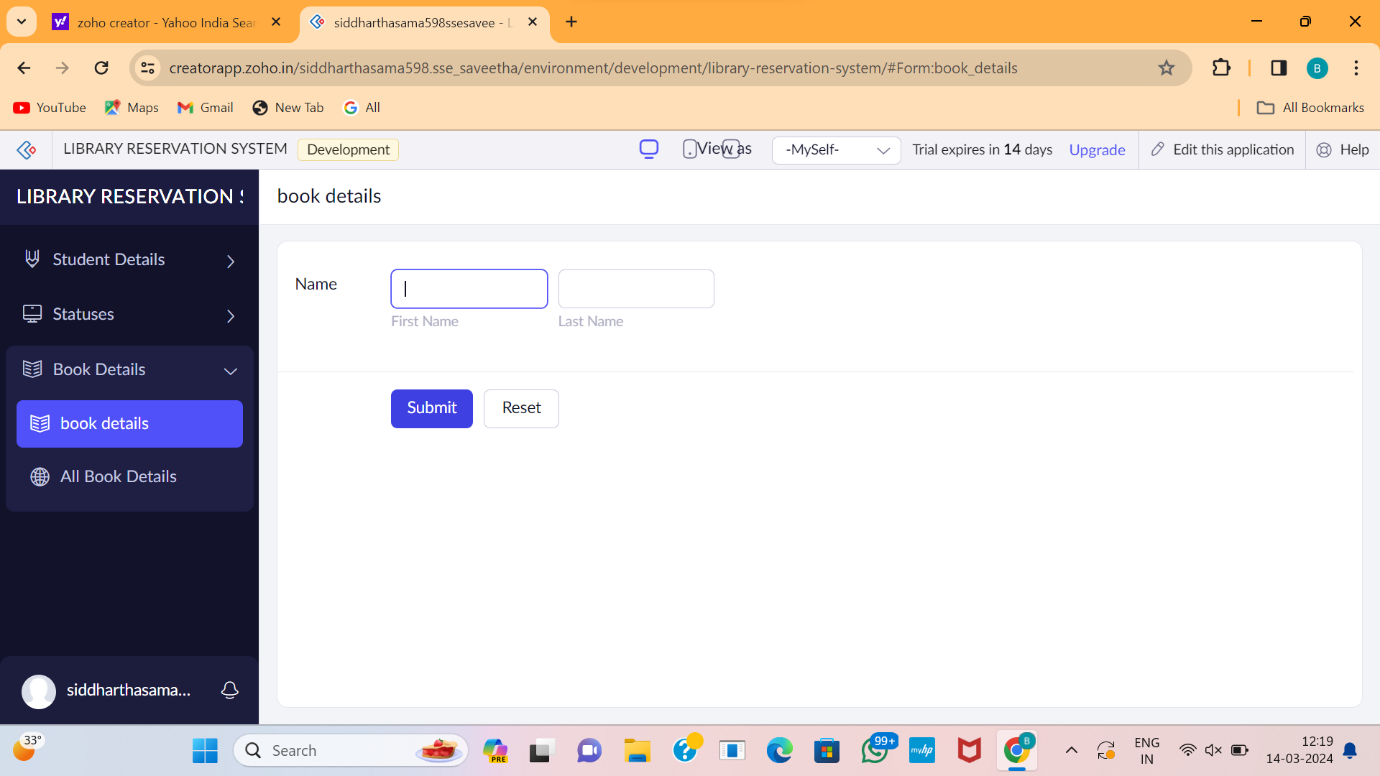 zoho creator - Yahoo India Sear
siddharthasama598ssesavee - L
creatorapp.zoho.in/siddharthasama598.sse_saveetha/environment/development/library-reservation-system/#Form:book_details
B
YouTube Maps Gmail New Tab All All Bookmarks
LIBRARY RESERVATION SYSTEM Development View as -MySelf- Trial expires in 14 days Upgrade Edit this application Help
LIBRARY RESERVATION S
book details
Student Details
Statuses
Book Details
book details
All Book Details
Name
First Name Last Name
Submit Reset
siddharthasama...
33°
Search
PRE
99+
myhp
B
ENG
IN
12:19
14-03-2024